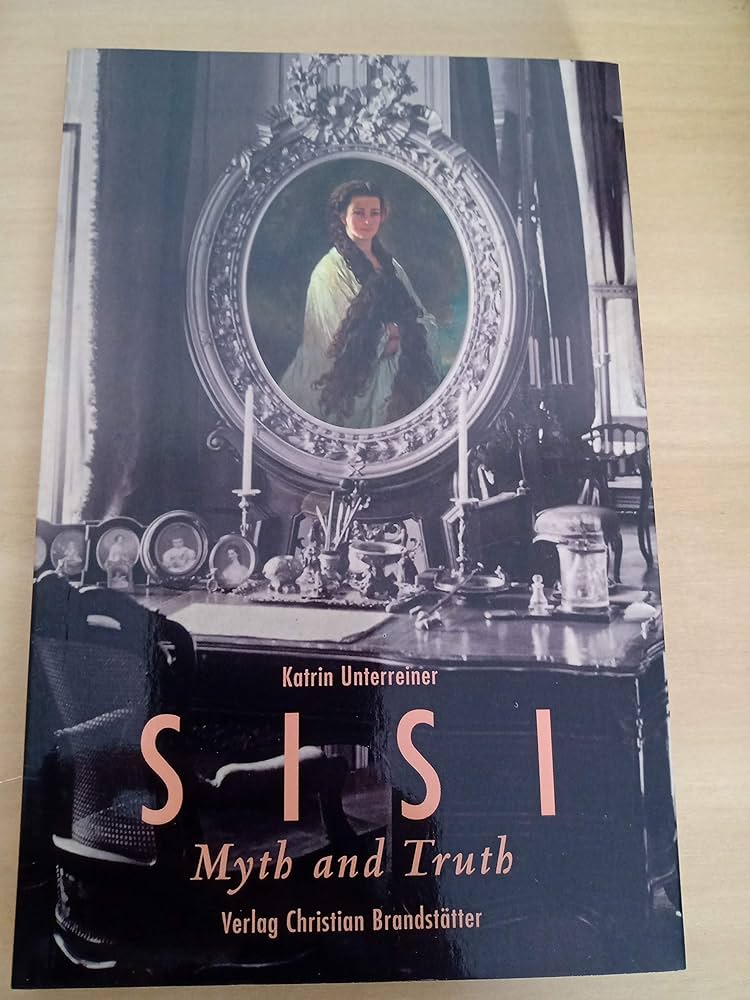 Katrin Unterreiner
SISI
Myth and Truth
Verlag Christian Brandstätter